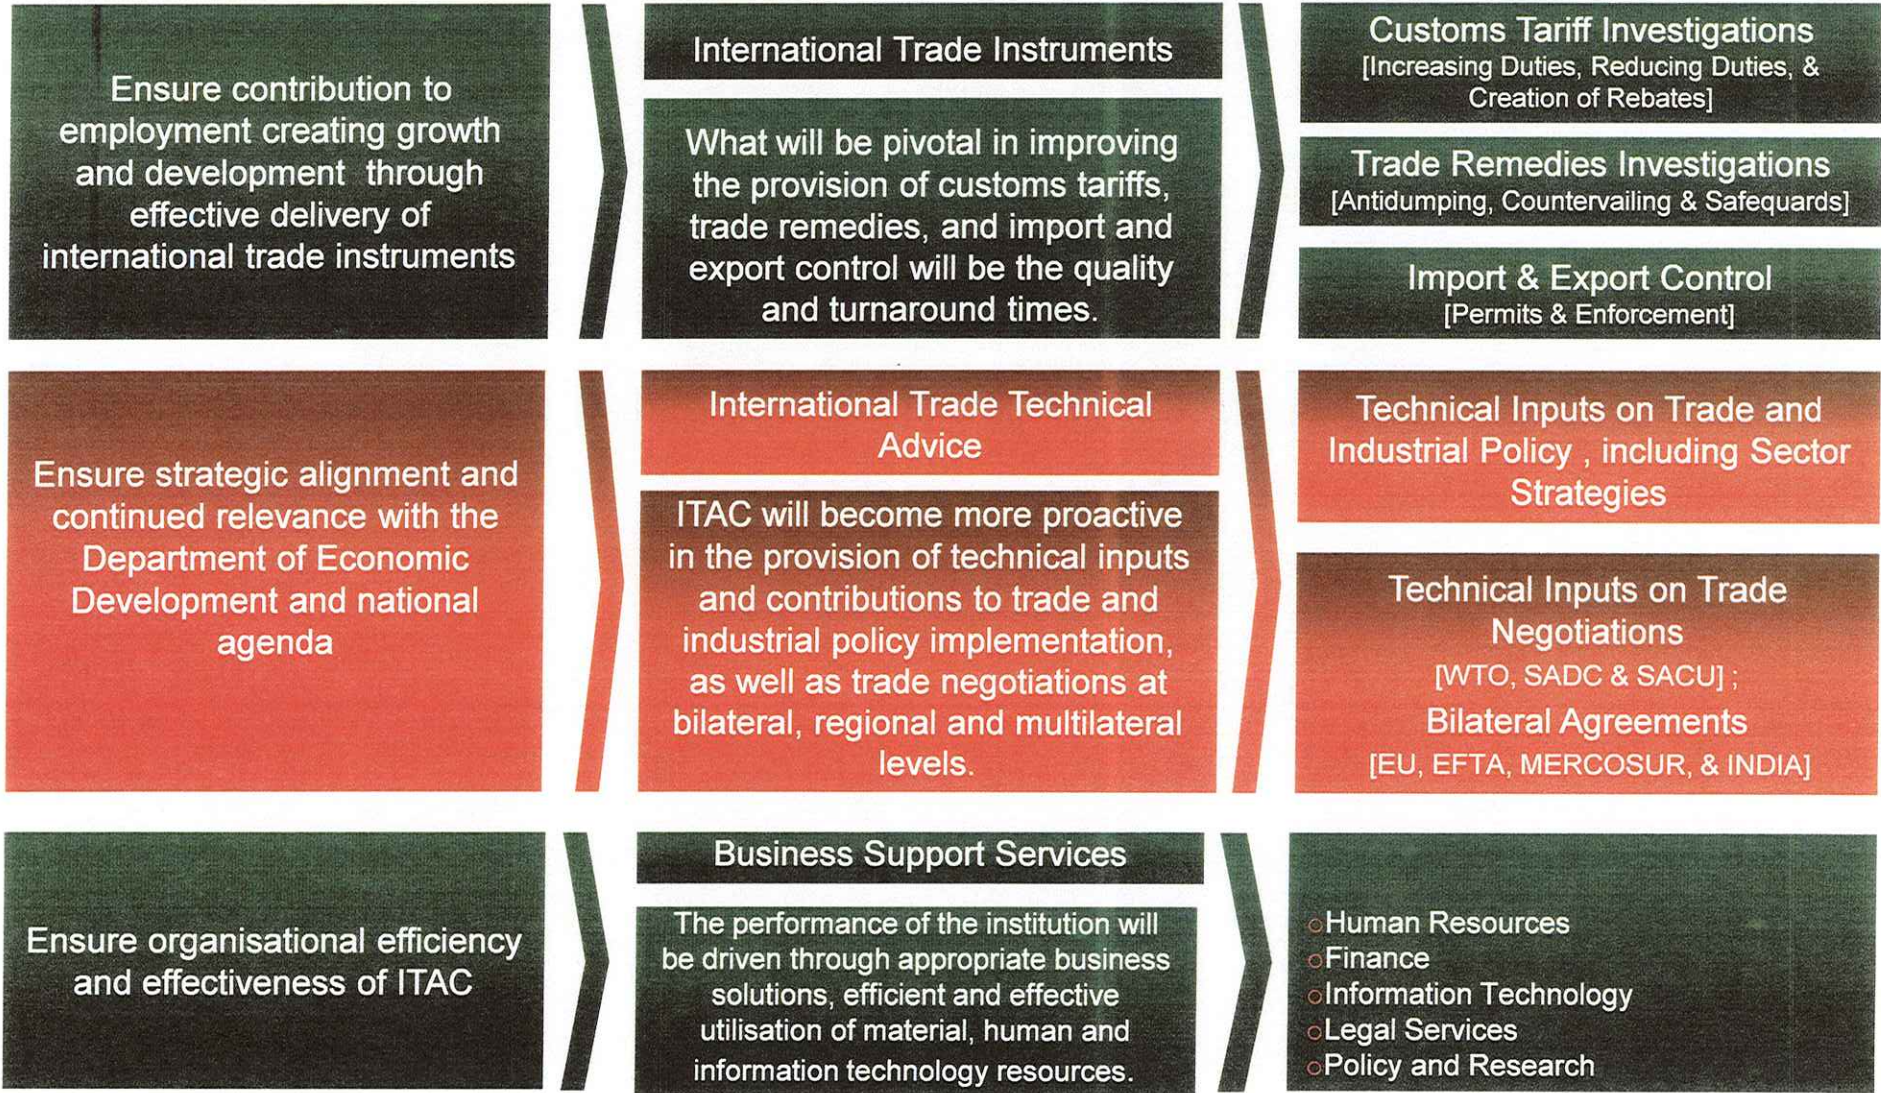 Ensure contribution to
employment creating growth
and development through
effective delivery of
international trade instruments
International Trade Instruments
What will be pivotal in improving
the provision of customs tariffs,
trade remedies, and import and
export control will be the quality
and turnaround times.
Customs Tariff Investigations
[Increasing Duties, Reducing Duties, &
Creation of Rebates]
Trade Remedies Investigations
[Antidumping, Countervailing & Safequards]
Import & Export Control
[Permits & Enforcement]
Ensure strategic alignment and
continued relevance with the
Department of Economic
Development and national
agenda
International Trade Technical
Advice
ITAC will become more proactive
in the provision of technical inputs
and contributions to trade and
industrial policy implementation,
as well as trade negotiations at
bilateral, regional and multilateral
levels.
Technical Inputs on Trade and
Industrial Policy , including Sector
Strategies
Technical Inputs on Trade
Negotiations
[WTO, SADC & SACU] ;
Bilateral Agreements
[EU, EFTA, MERCOSUR, & INDIA]
Ensure organisational efficiency
and effectiveness of ITAC
Business Support Services
The performance of the institution will
be driven through appropriate business
solutions, efficient and effective
utilisation of material, human and
information technology resources.
○Human Resources
○Finance
○Information Technology
○Legal Services
○Policy and Research